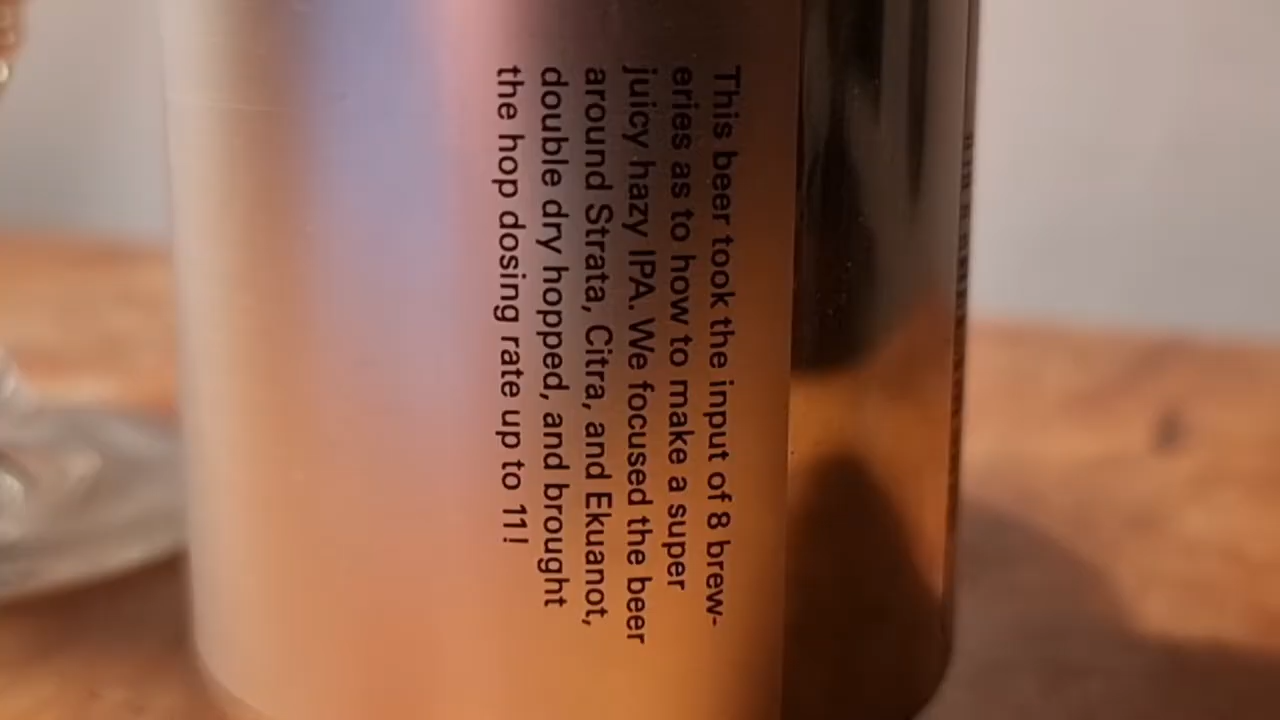 This beer took the input of 8 brew-
eries as to how to make a super
juicy hazy IPA. We focused the beer
around Strata, Citra, and Ekuanot,
double dry hopped, and brought
the hop dosing rate up to 11!